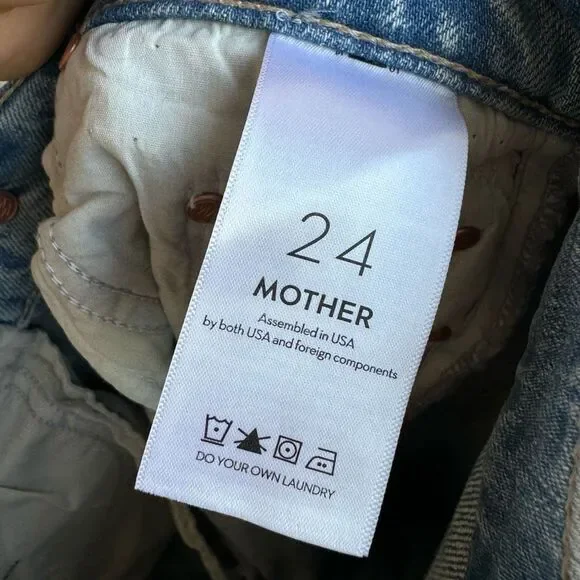 24
MOTHER
Assembled in USA
by both USA and foreign components
DO YOUR OWN LAUNDRY